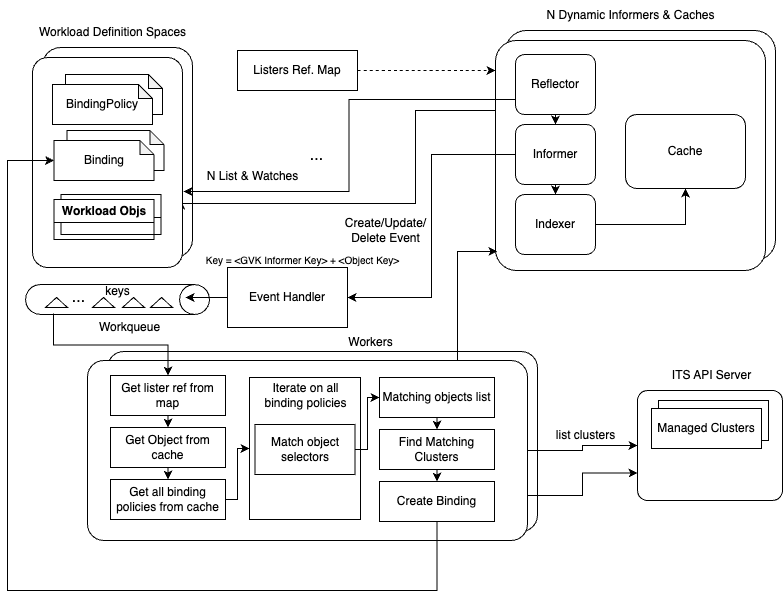 Workload Definition Spaces
N Dynamic Informers & Caches
Listers Ref. Map
BindingPolicy
Binding
Workload Objs
Reflector
Informer
Indexer
Cache
...
N List & Watches
Create/Update/
Delete Event
Key = <GVK Informer Key> + <Object Key>
Event Handler
keys
...
Workqueue
Workers
Get lister ref from
map
Get Object from
cache
Get all binding
policies from cache
Iterate on all
binding policies
Match object
selectors
Matching objects list
Find Matching
Clusters
Create Binding
list clusters
ITS API Server
Managed Clusters